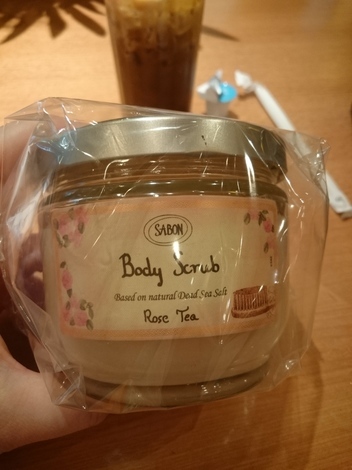 SABON
Body Scrub
Based on natural Dead Sea Salt
Rose Tea